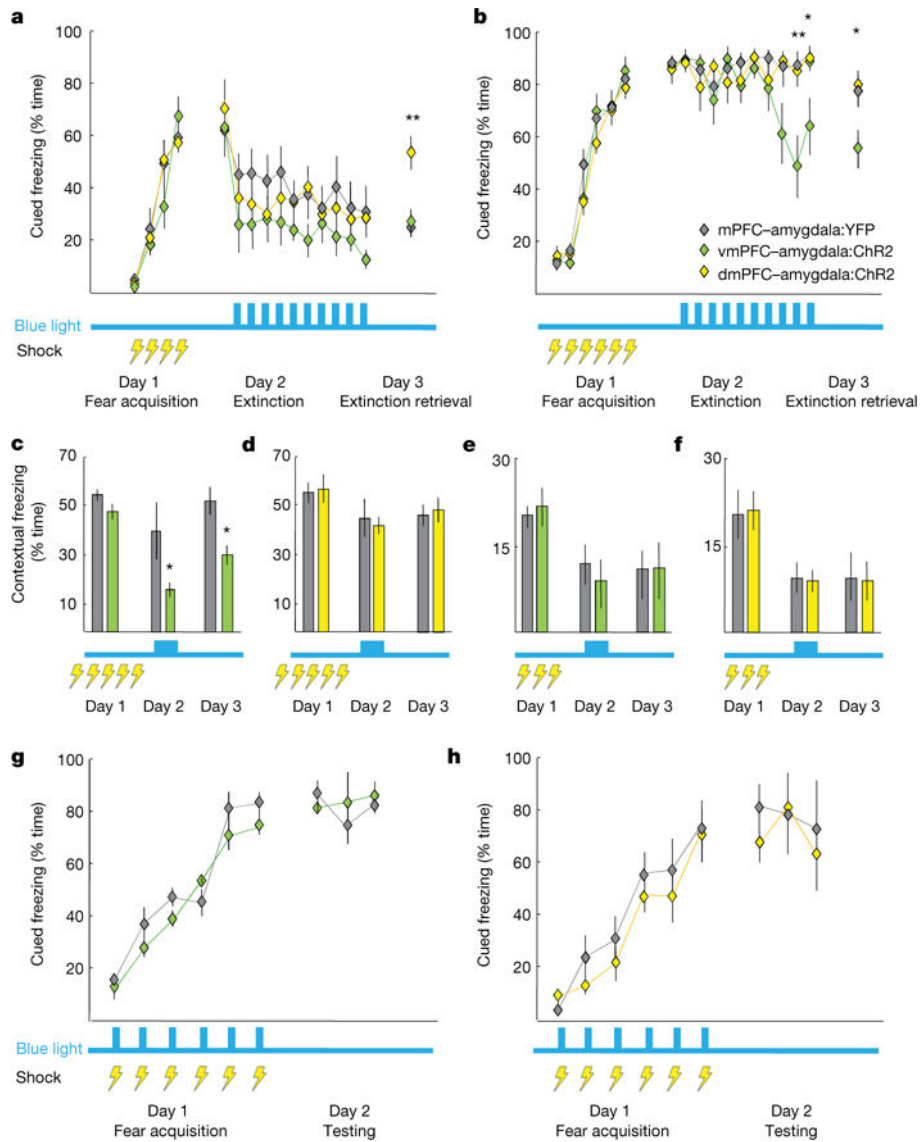 a
Cued freezing (% time)
100
80
60
40
20
**
Blue light
Shock
Day 1
Fear acquisition
Day 2
Extinction
Day 3
Extinction retrieval
b
Cued freezing (% time)
100
80
60
40
20
**
*
*
mPFC–amygdala:YFP
vmPFC–amygdala:ChR2
dmPFC–amygdala:ChR2
Day 1
Fear acquisition
Day 2
Extinction
Day 3
Extinction retrieval
c
Contextual freezing
(% time)
70
50
30
10
*
*
Day 1 Day 2 Day 3
d
70
50
30
10
Day 1 Day 2 Day 3
e
30
15
Day 1 Day 2 Day 3
f
30
15
Day 1 Day 2 Day 3
g
Cued freezing (% time)
100
80
60
40
20
Blue light
Shock
Day 1
Fear acquisition
Day 2
Testing
h
Cued freezing (% time)
100
80
60
40
20
Day 1
Fear acquisition
Day 2
Testing